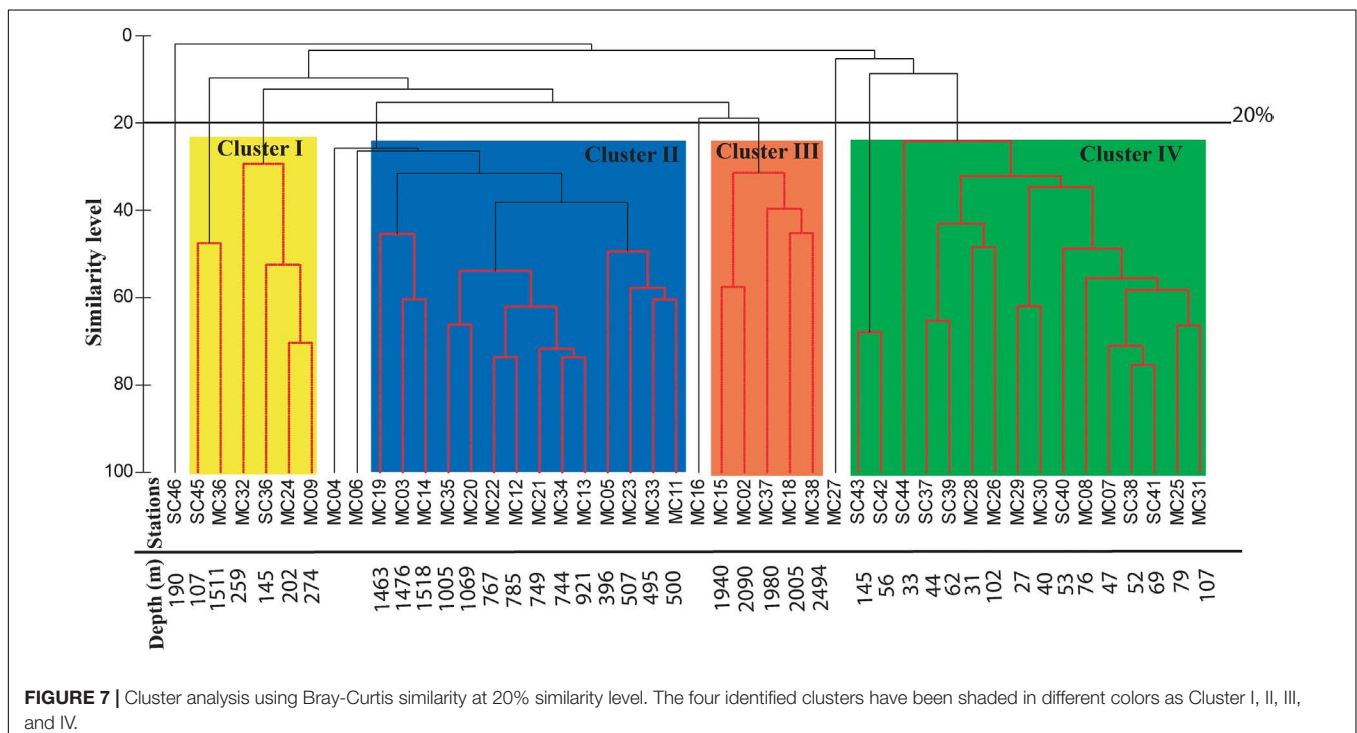 0
20
40
60
80
100
Similarity level
20%
Cluster I
Cluster II
Cluster III
Cluster IV
Stations
SC46
SC45
MC36
MC32
SC36
MC24
MC09
MC04
MC06
MC19
MC03
MC14
MC35
MC20
MC22
MC12
MC21
MC34
MC13
MC05
MC23
MC33
MC11
MC16
MC15
MC02
MC37
MC18
MC38
MC27
SC43
SC42
SC44
SC37
SC39
MC28
MC26
MC29
MC30
SC40
MC08
MC07
SC38
SC41
MC25
MC31
Depth (m)
190
107
1511
259
145
202
274
1463
1476
1518
1005
1069
767
785
749
744
921
396
507
495
500
1940
2090
1980
2005
2494
145
56
33
44
62
31
102
27
40
53
76
47
52
69
79
107
FIGURE 7 | Cluster analysis using Bray-Curtis similarity at 20% similarity level. The four identified clusters have been shaded in different colors as Cluster I, II, III,
and IV.